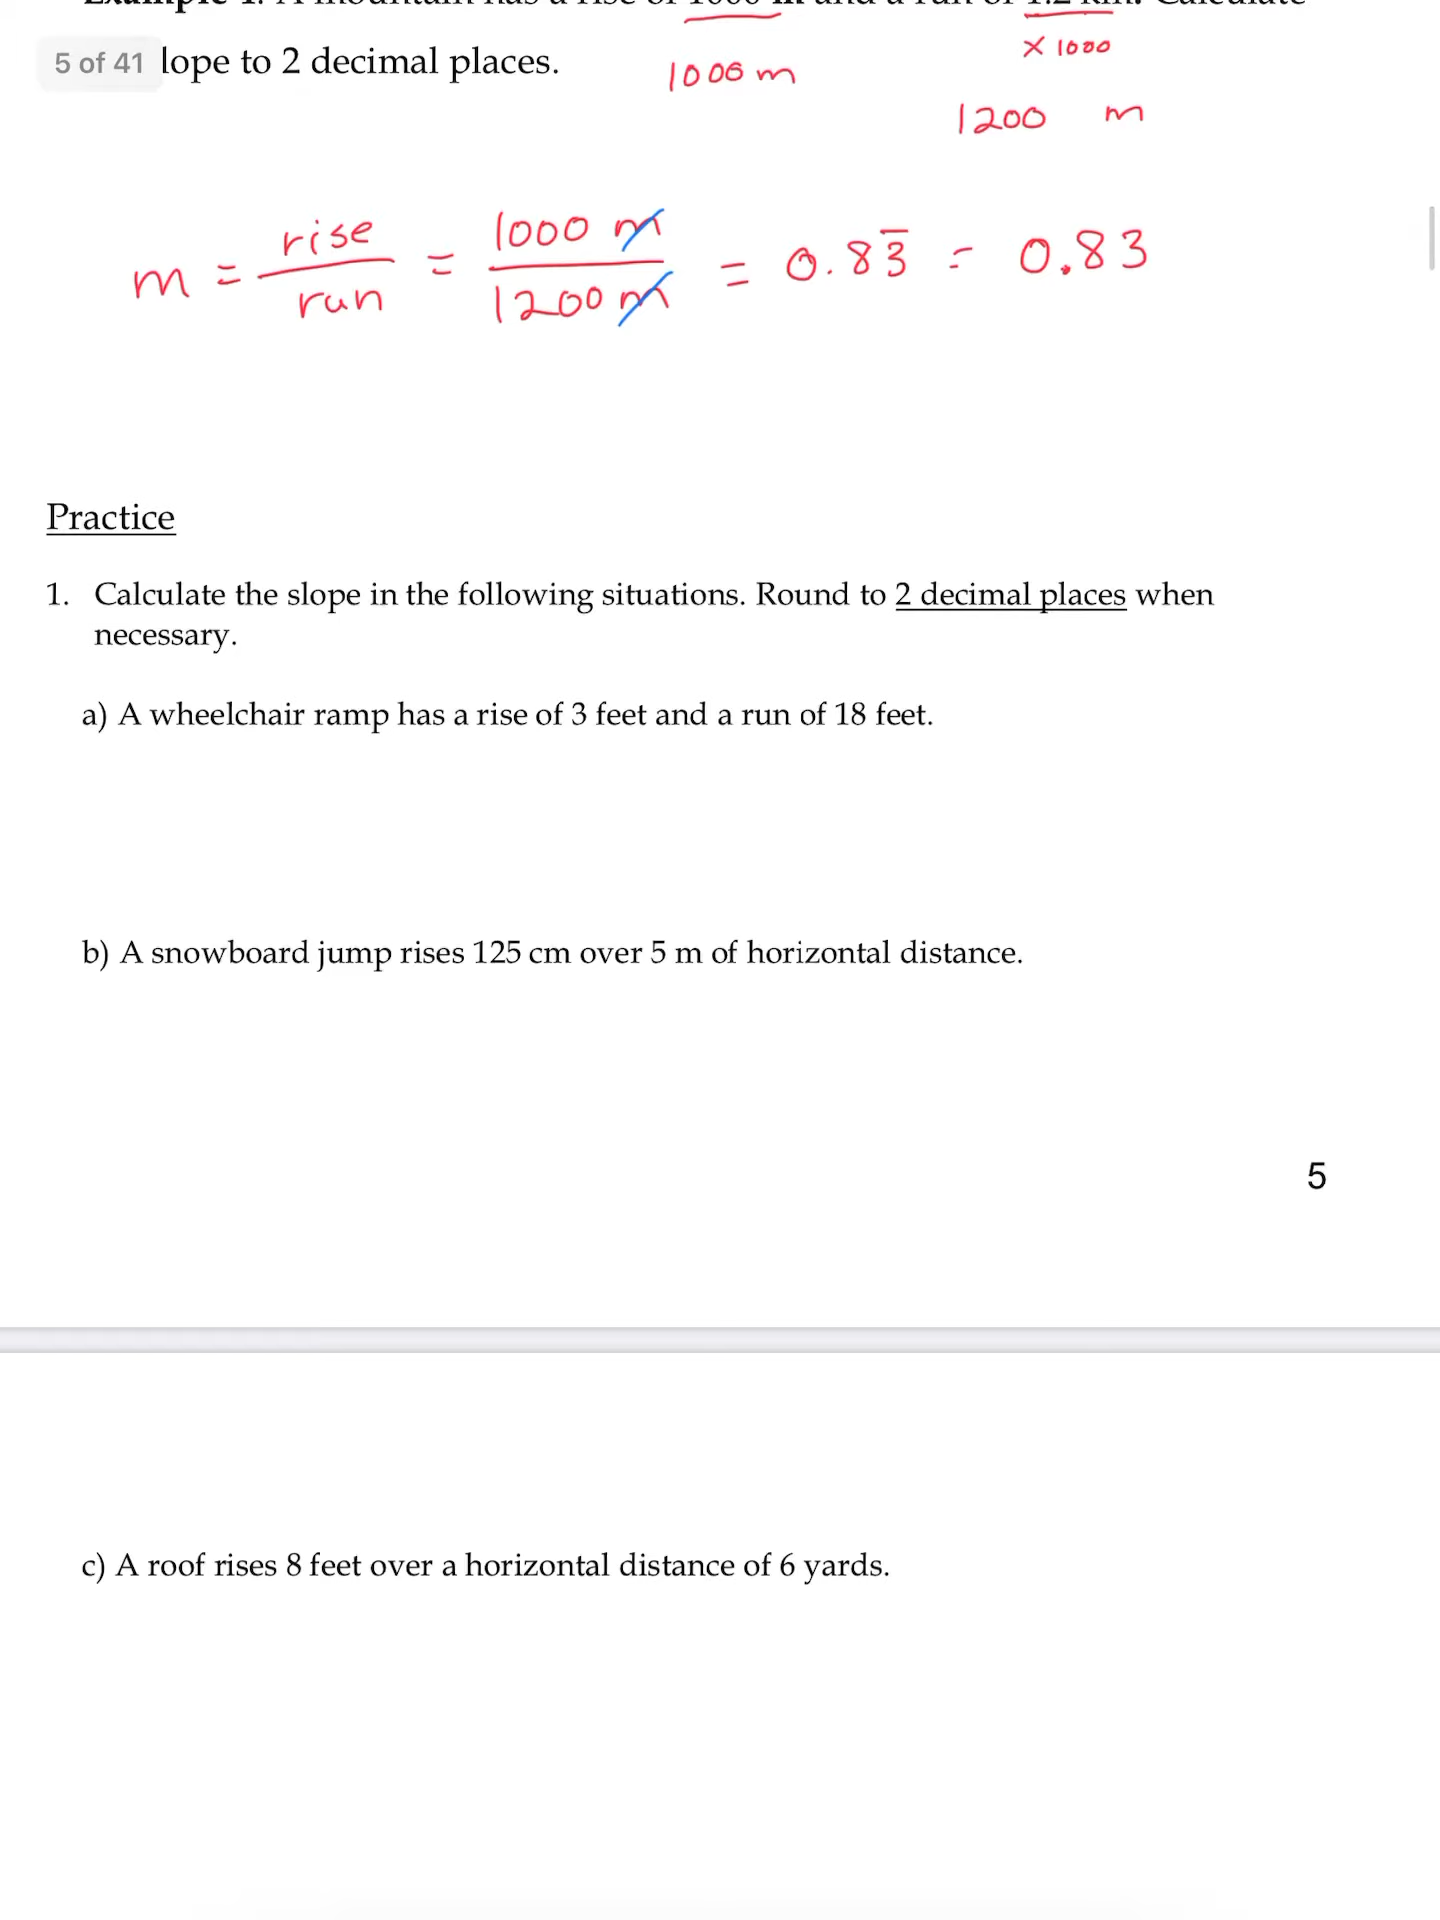 5 of 41 lope to 2 decimal places.
× 1000
1000 m
1200 m
m = rise/run = 1000 m/1200 m = 0.83̅ = 0.83
Practice
1. Calculate the slope in the following situations. Round to 2 decimal places when
necessary.
a) A wheelchair ramp has a rise of 3 feet and a run of 18 feet.
b) A snowboard jump rises 125 cm over 5 m of horizontal distance.
5
c) A roof rises 8 feet over a horizontal distance of 6 yards.